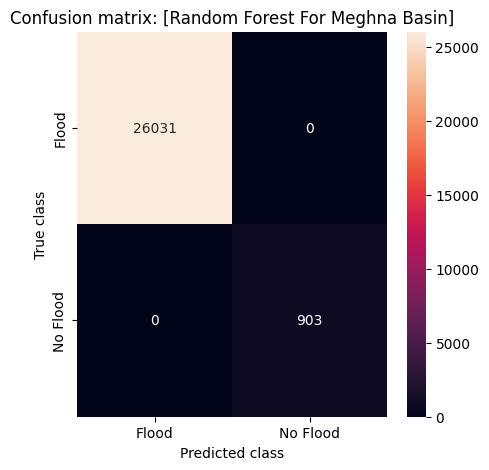 Confusion matrix: [Random Forest For Meghna Basin]
True class
Flood
26031
0
No Flood
0
903
Flood
No Flood
Predicted class
25000
20000
15000
10000
5000
0